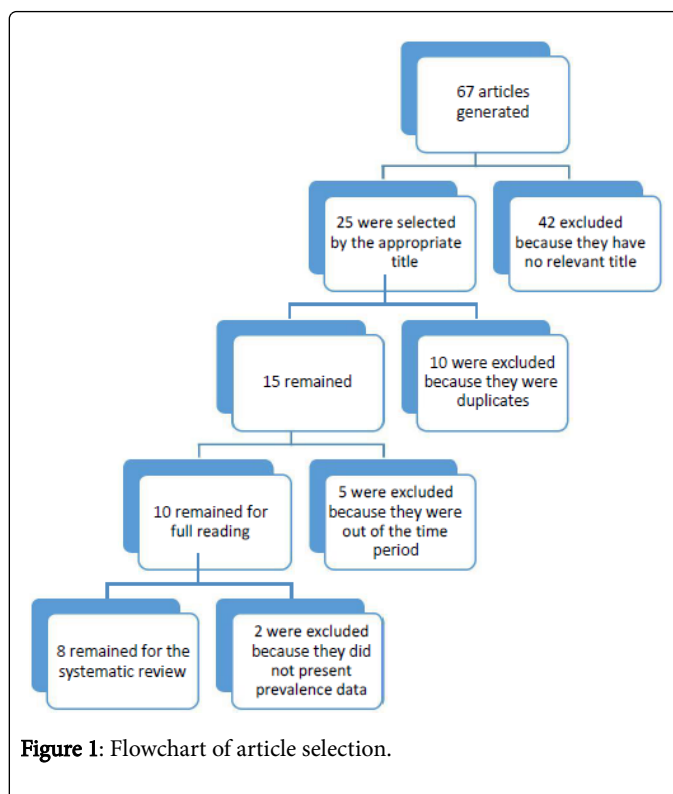 67 articles
generated
25 were selected
by the appropriate
title
42 excluded
because they have
no relevant title
15 remained
10 were excluded
because they were
duplicates
10 remained for
full reading
5 were excluded
because they were
out of the time
period
8 remained for the
systematic review
2 were excluded
because they did
not present
prevalence data
Figure 1: Flowchart of article selection.